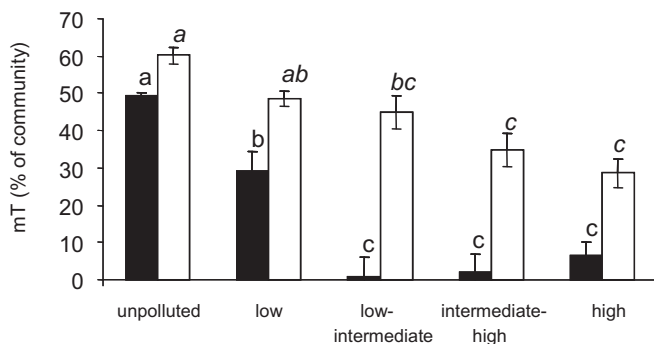 mT (% of community)
70
60
50
40
30
20
10
0
a
a
b
ab
c
bc
c
c
c
c
unpolluted
low
low-
intermediate
intermediate-
high
high